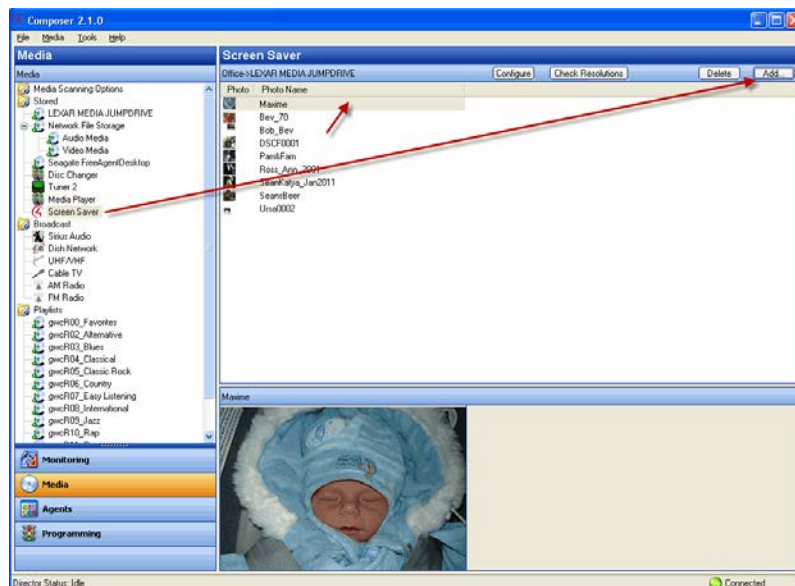 Composer 2.1.0
File Media Tools Help
Media
Media
Media Scanning Options
Stored
LEXAR MEDIA JUMPDRIVE
Network File Storage
Audio Media
Video Media
Seagate FreeAgentDesktop
Disc Changer
Tuner 2
Media Player
Screen Saver
Broadcast
Sirius Audio
Dish Network
UHF/VHF
Cable TV
AM Radio
FM Radio
Playlists
gwcR00_Favorites
gwcR02_Alternative
gwcR03_Blues
gwcR04_Classical
gwcR05_Classic Rock
gwcR06_Country
gwcR07_Easy Listening
gwcR08_International
gwcR09_Jazz
gwcR10_Rap
Monitoring
Media
Agents
Programming
Screen Saver
Office->LEXAR MEDIA JUMPDRIVE Configure Check Resolutions Delete Add...
Photo Photo Name
Maxime
Bev_70
Bob_Bev
DSCF0001
Pam&Fam
Ross_Ann_2001
SeanKatya_Jan2011
SeansBeer
Ursa0002
Maxime
Director Status: Idle Connected